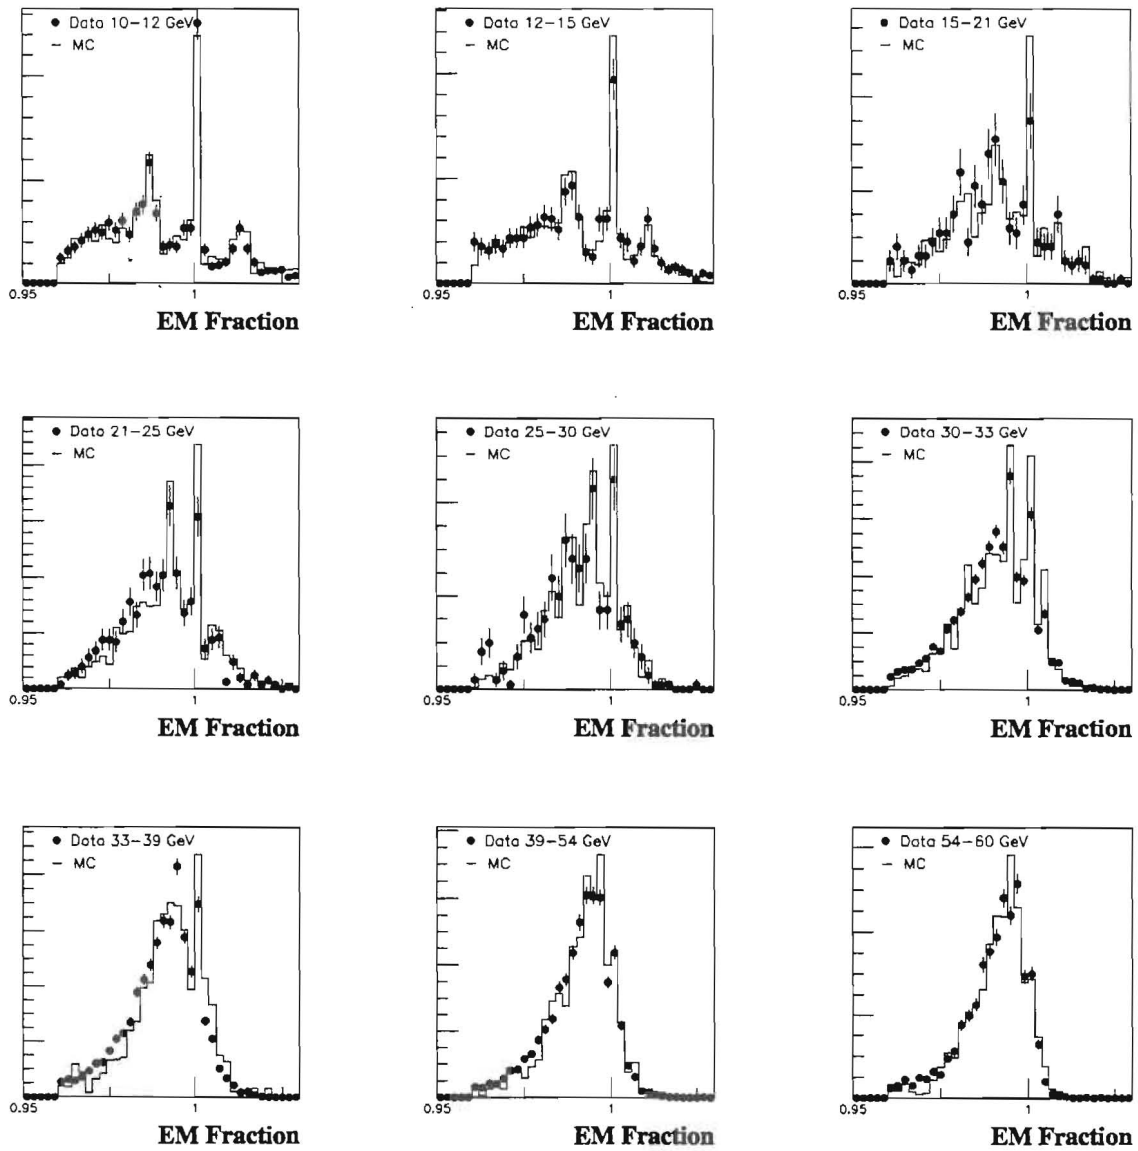 Data 10-12 GeV
MC
0.95 1
EM Fraction
Data 12-15 GeV
MC
0.95 1
EM Fraction
Data 15-21 GeV
MC
0.95 1
EM Fraction
Data 21-25 GeV
MC
0.95 1
EM Fraction
Data 25-30 GeV
MC
0.95 1
EM Fraction
Data 30-33 GeV
MC
0.95 1
EM Fraction
Data 33-39 GeV
MC
0.95 1
EM Fraction
Data 39-54 GeV
MC
0.95 1
EM Fraction
Data 54-60 GeV
MC
0.95 1
EM Fraction